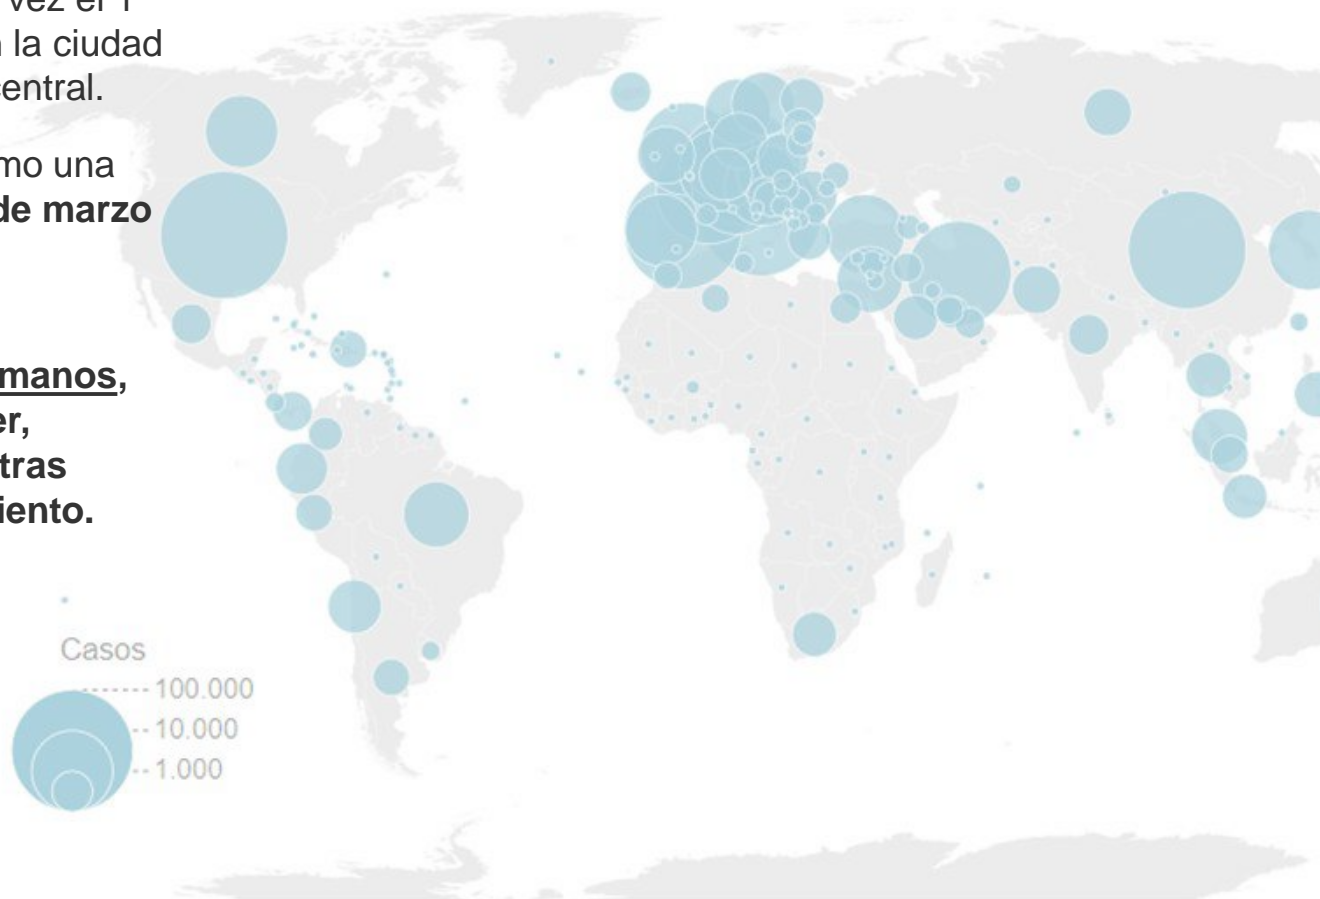 vez el 1
la ciudad
central.
mo una
de marzo
manos,
er,
tras
iento.
Casos
100.000
10.000
1.000